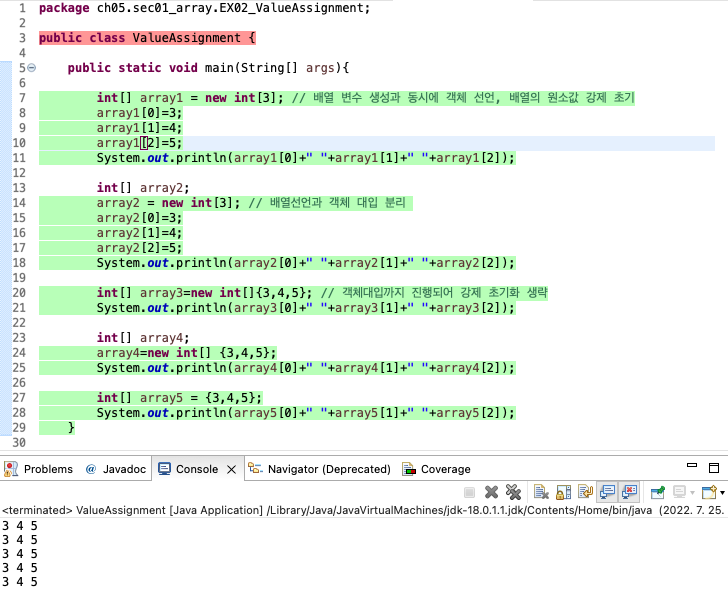 1 package ch05.sec01_array.EX02_ValueAssignment;
2
3 public class ValueAssignment {
4
5 public static void main(String[] args){
6
7 int[] array1 = new int[3]; // 배열 변수 생성과 동시에 객체 선언, 배열의 원소값 강제 초기
8 array1[0]=3;
9 array1[1]=4;
10 array1[2]=5;
11 System.out.println(array1[0]+" "+array1[1]+" "+array1[2]);
12
13 int[] array2;
14 array2 = new int[3]; // 배열선언과 객체 대입 분리
15 array2[0]=3;
16 array2[1]=4;
17 array2[2]=5;
18 System.out.println(array2[0]+" "+array2[1]+" "+array2[2]);
19
20 int[] array3=new int[]{3,4,5}; // 객체대입까지 진행되어 강제 초기화 생략
21 System.out.println(array3[0]+" "+array3[1]+" "+array3[2]);
22
23 int[] array4;
24 array4=new int[] {3,4,5};
25 System.out.println(array4[0]+" "+array4[1]+" "+array4[2]);
26
27 int[] array5 = {3,4,5};
28 System.out.println(array5[0]+" "+array5[1]+" "+array5[2]);
29 }
30
Problems @ Javadoc Console Navigator (Deprecated) Coverage
<terminated> ValueAssignment [Java Application] /Library/Java/JavaVirtualMachines/jdk-18.0.1.1.jdk/Contents/Home/bin/java (2022. 7. 25.
3 4 5
3 4 5
3 4 5
3 4 5
3 4 5